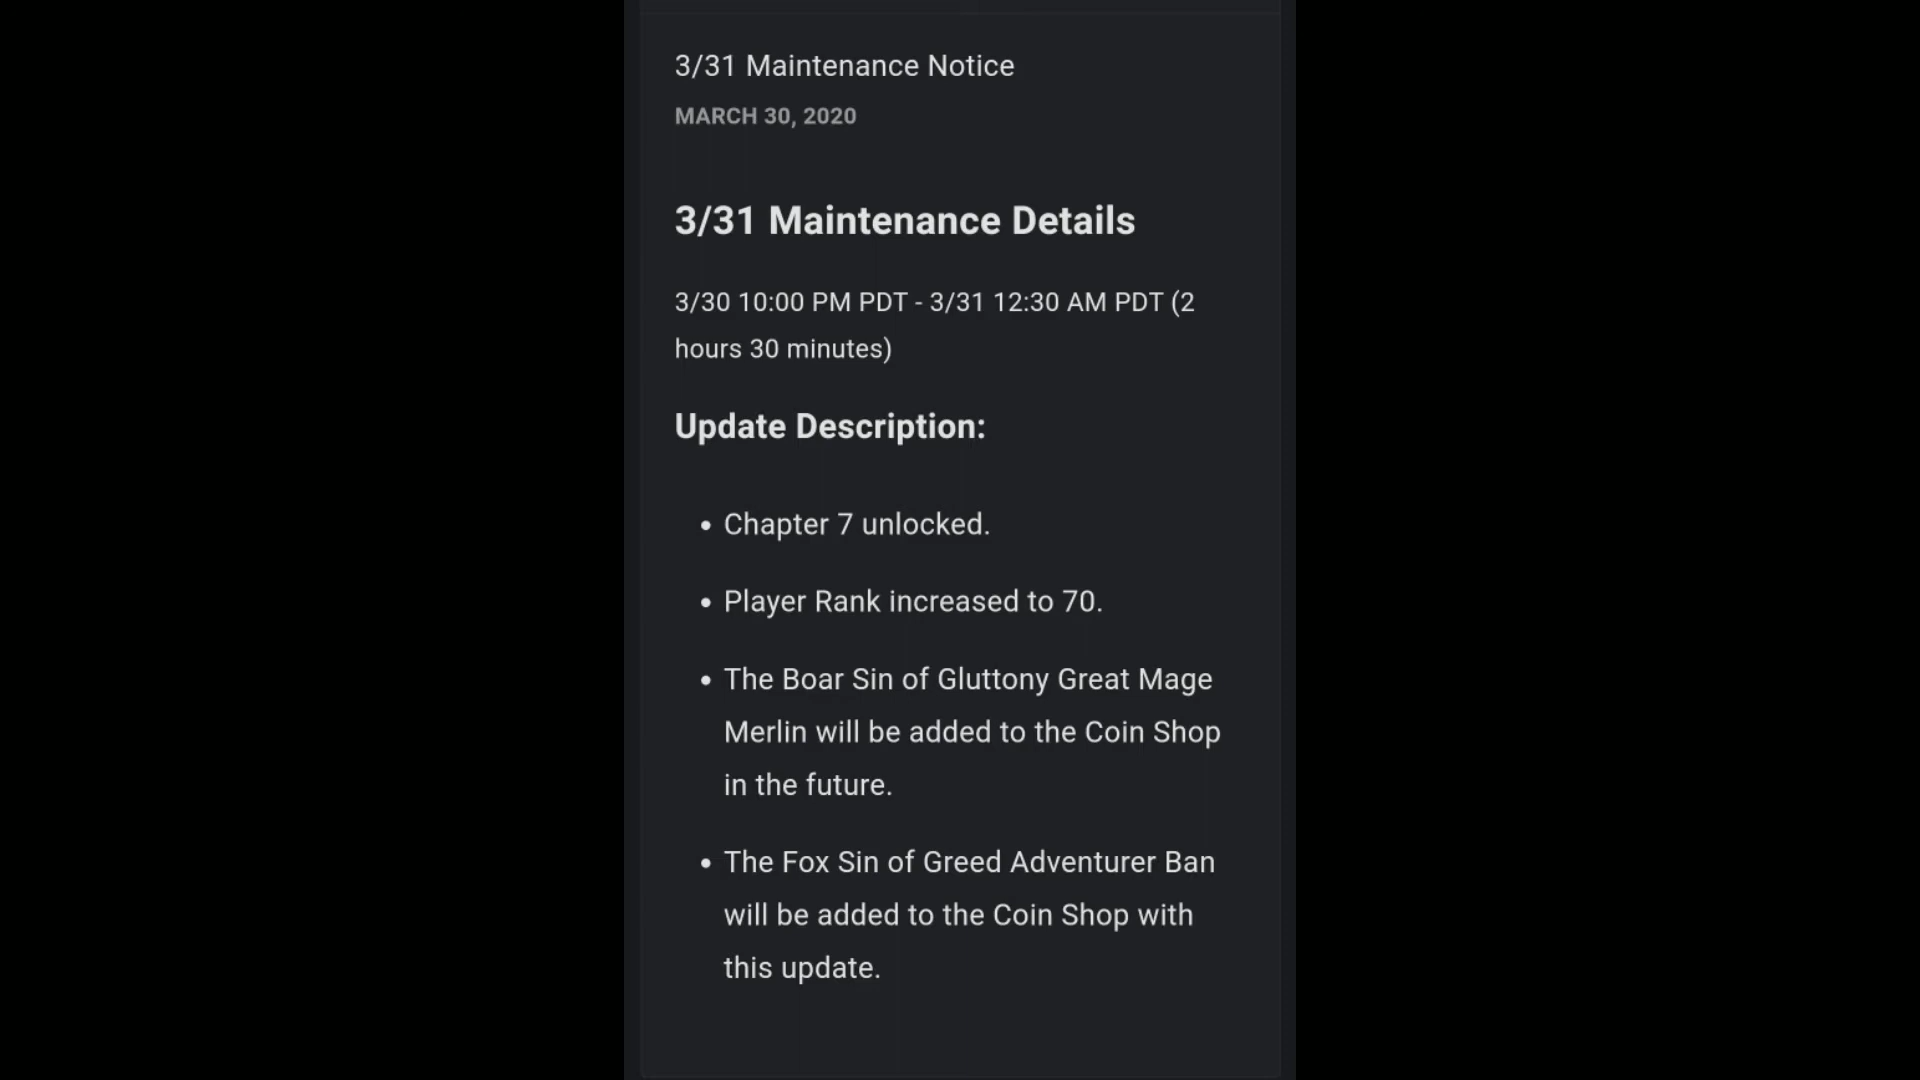 3/31 Maintenance Notice
MARCH 30, 2020
3/31 Maintenance Details
3/30 10:00 PM PDT - 3/31 12:30 AM PDT (2
hours 30 minutes)
Update Description:
• Chapter 7 unlocked.
• Player Rank increased to 70.
• The Boar Sin of Gluttony Great Mage
Merlin will be added to the Coin Shop
in the future.
• The Fox Sin of Greed Adventurer Ban
will be added to the Coin Shop with
this update.